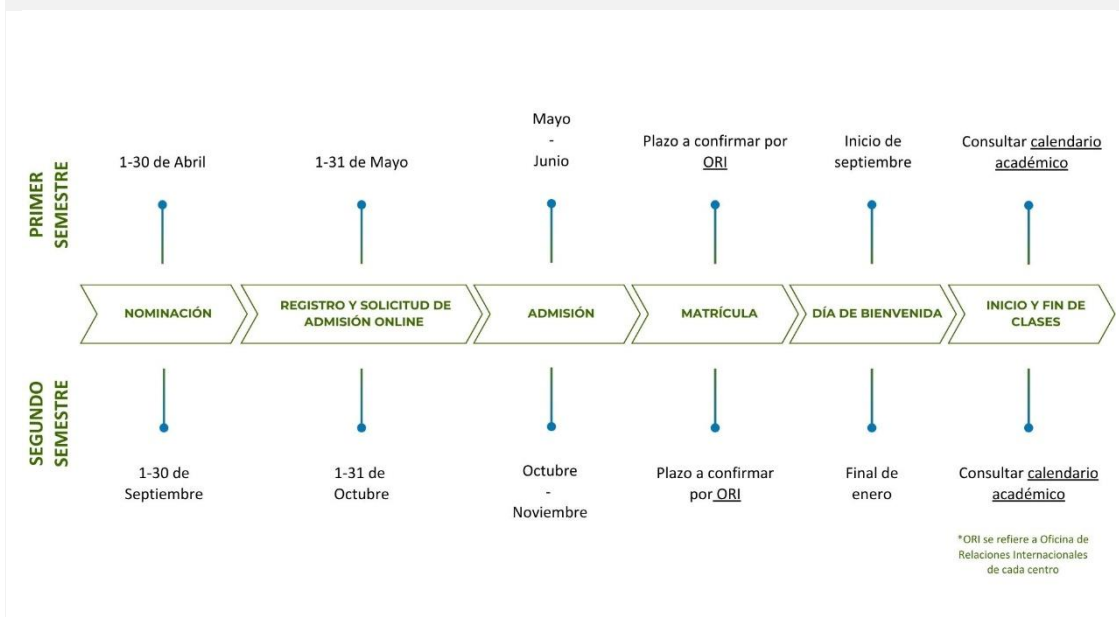 PRIMER
SEMESTRE
1-30 de Abril
1-31 de Mayo
Mayo
-
Junio
Plazo a confirmar por
ORI
Inicio de
septiembre
Consultar calendario
académico
NOMINACIÓN
REGISTRO Y SOLICITUD DE
ADMISIÓN ONLINE
ADMISIÓN
MATRÍCULA
DÍA DE BIENVENIDA
INICIO Y FIN DE
CLASES
SEGUNDO
SEMESTRE
1-30 de
Septiembre
1-31 de
Octubre
Octubre
-
Noviembre
Plazo a confirmar
por ORI
Final de
enero
Consultar calendario
académico
*ORI se refiere a Oficina de
Relaciones Internacionales
de cada centro